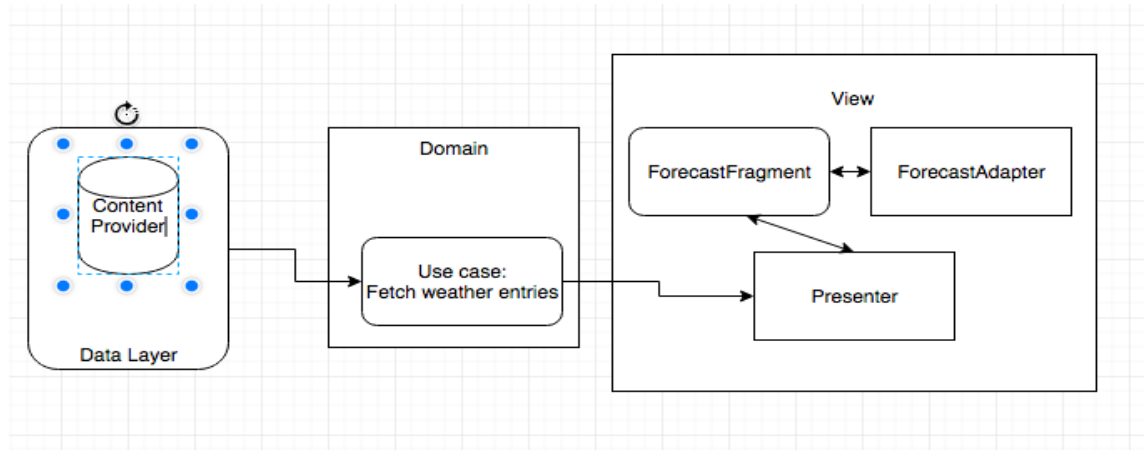 Content
Provider
Data Layer
Domain
Use case:
Fetch weather entries
View
ForecastFragment
ForecastAdapter
Presenter